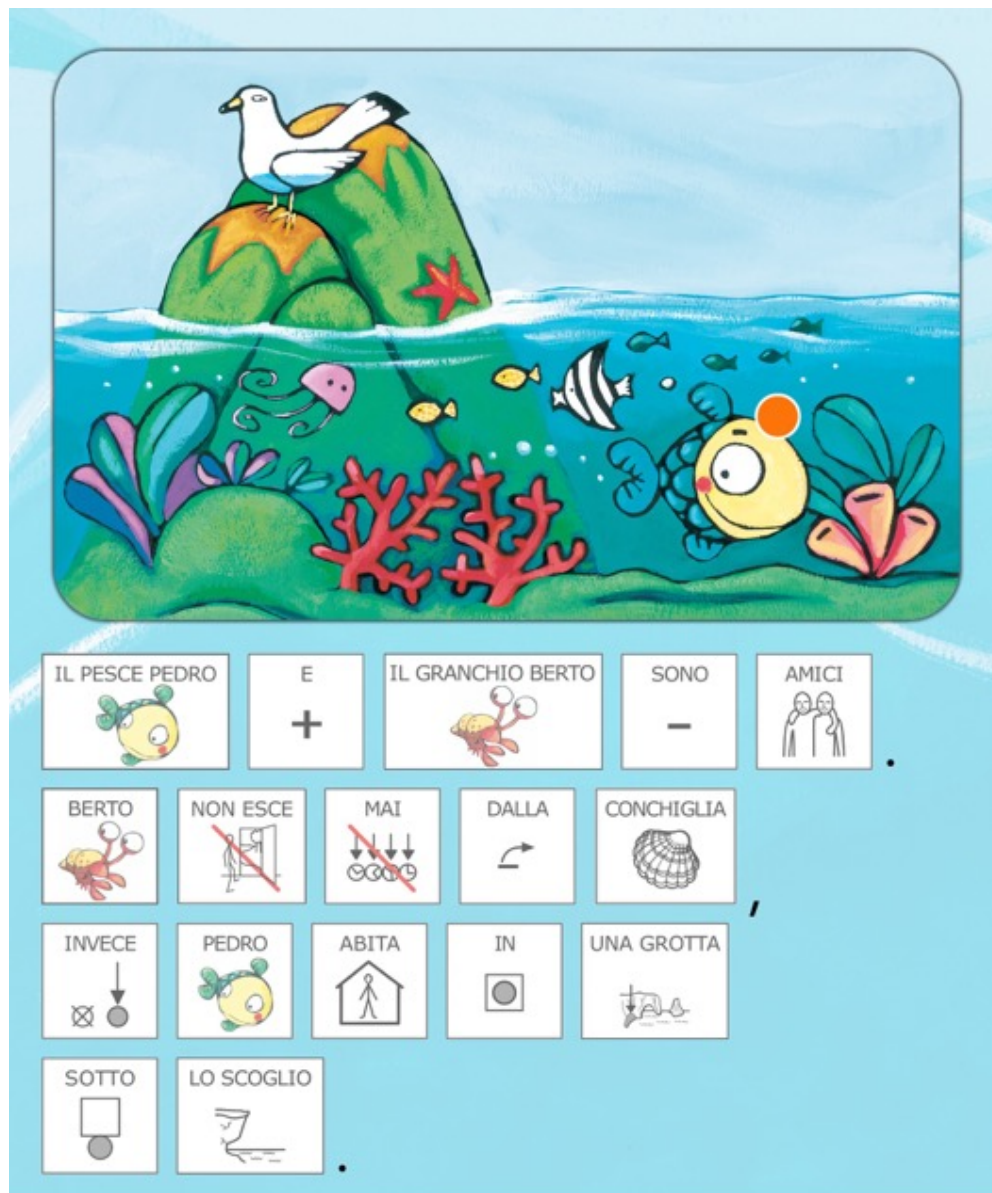 IL PESCE PEDRO E + IL GRANCHIO BERTO SONO - AMICI .
BERTO NON ESCE MAI DALLA CONCHIGLIA ,
INVECE PEDRO ABITA IN UNA GROTTA
SOTTO LO SCOGLIO .